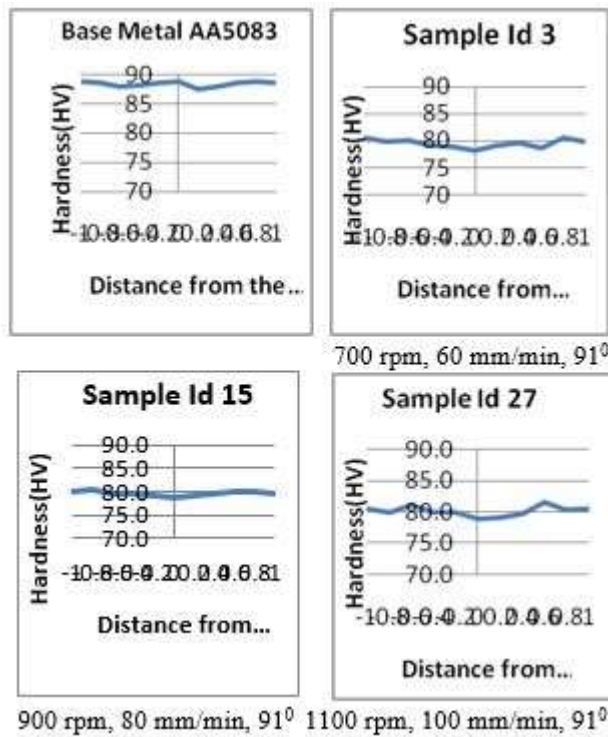 Base Metal AA5083
Hardness(HV)
90
85
80
75
70
Distance from the...
Sample Id 3
Hardness(HV)
90
85
80
75
70
Distance from...
700 rpm, 60 mm/min, 91⁰
Sample Id 15
Hardness(HV)
90.0
85.0
80.0
75.0
70.0
Distance from...
900 rpm, 80 mm/min, 91⁰
Sample Id 27
Hardness(HV)
90.0
85.0
80.0
75.0
70.0
Distance from...
1100 rpm, 100 mm/min, 91⁰